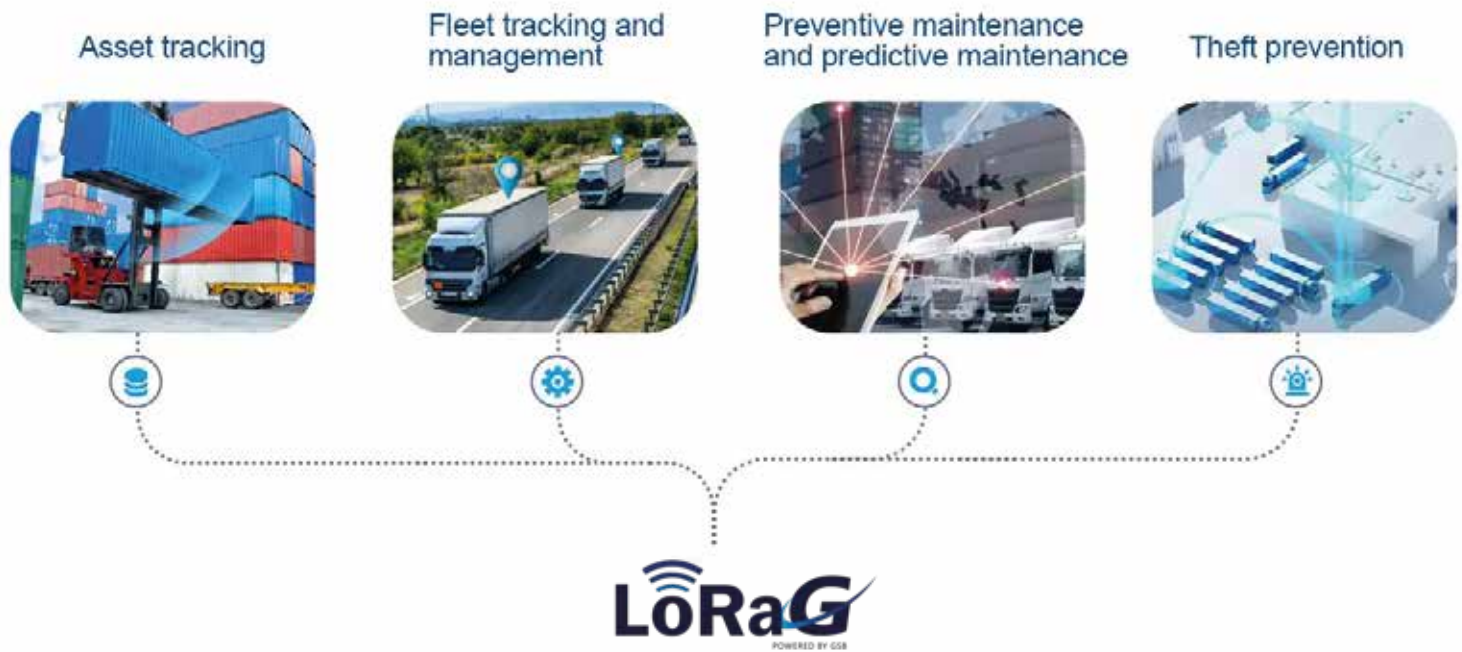 Asset tracking
Fleet tracking and
management
Preventive maintenance
and predictive maintenance
Theft prevention
LoRaG
POWERED BY GSB